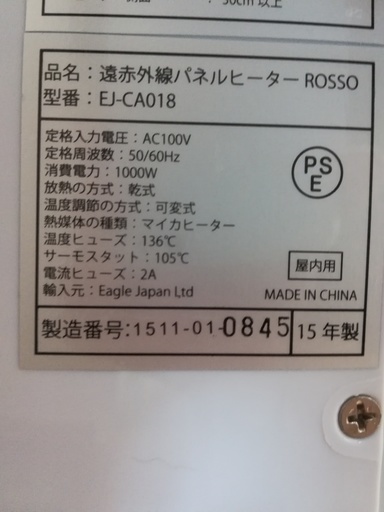 30cm 以上
品名：遠赤外線パネルヒーター ROSSO
型番：EJ-CA018
定格入力電圧：AC100V
定格周波数：50/60Hz
消費電力：1000W
放熱の方式：乾式
温度調節の方式：可変式
熱媒体の種類：マイカヒーター
温度ヒューズ：136℃
サーモスタット：105℃
電流ヒューズ：2A
輸入元：Eagle Japan Ltd
PS
E
屋内用
MADE IN CHINA
製造番号:1511-01-0845
15 年製